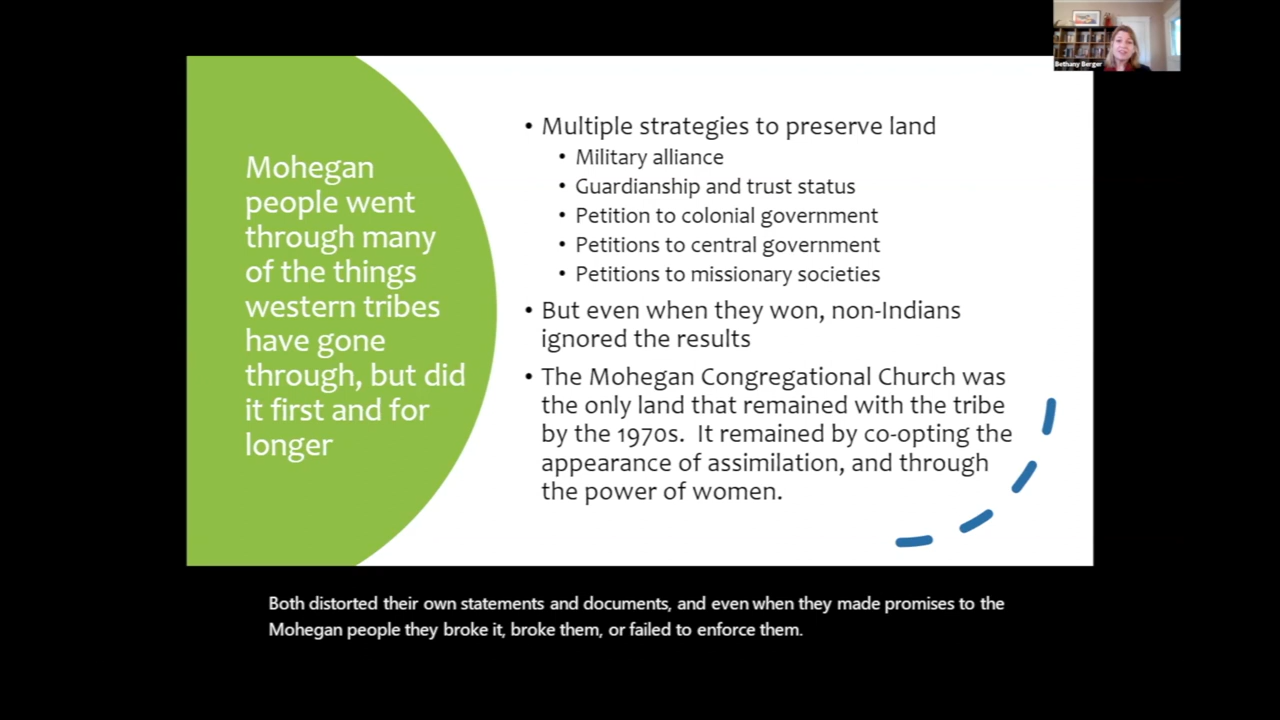 Bethany Berger
Mohegan
people went
through many
of the things
western tribes
have gone
through, but did
it first and for
longer
• Multiple strategies to preserve land
• Military alliance
• Guardianship and trust status
• Petition to colonial government
• Petitions to central government
• Petitions to missionary societies
• But even when they won, non-Indians
ignored the results
• The Mohegan Congregational Church was
the only land that remained with the tribe
by the 1970s.  It remained by co-opting the
appearance of assimilation, and through
the power of women.
Both distorted their own statements and documents, and even when they made promises to the
Mohegan people they broke it, broke them, or failed to enforce them.